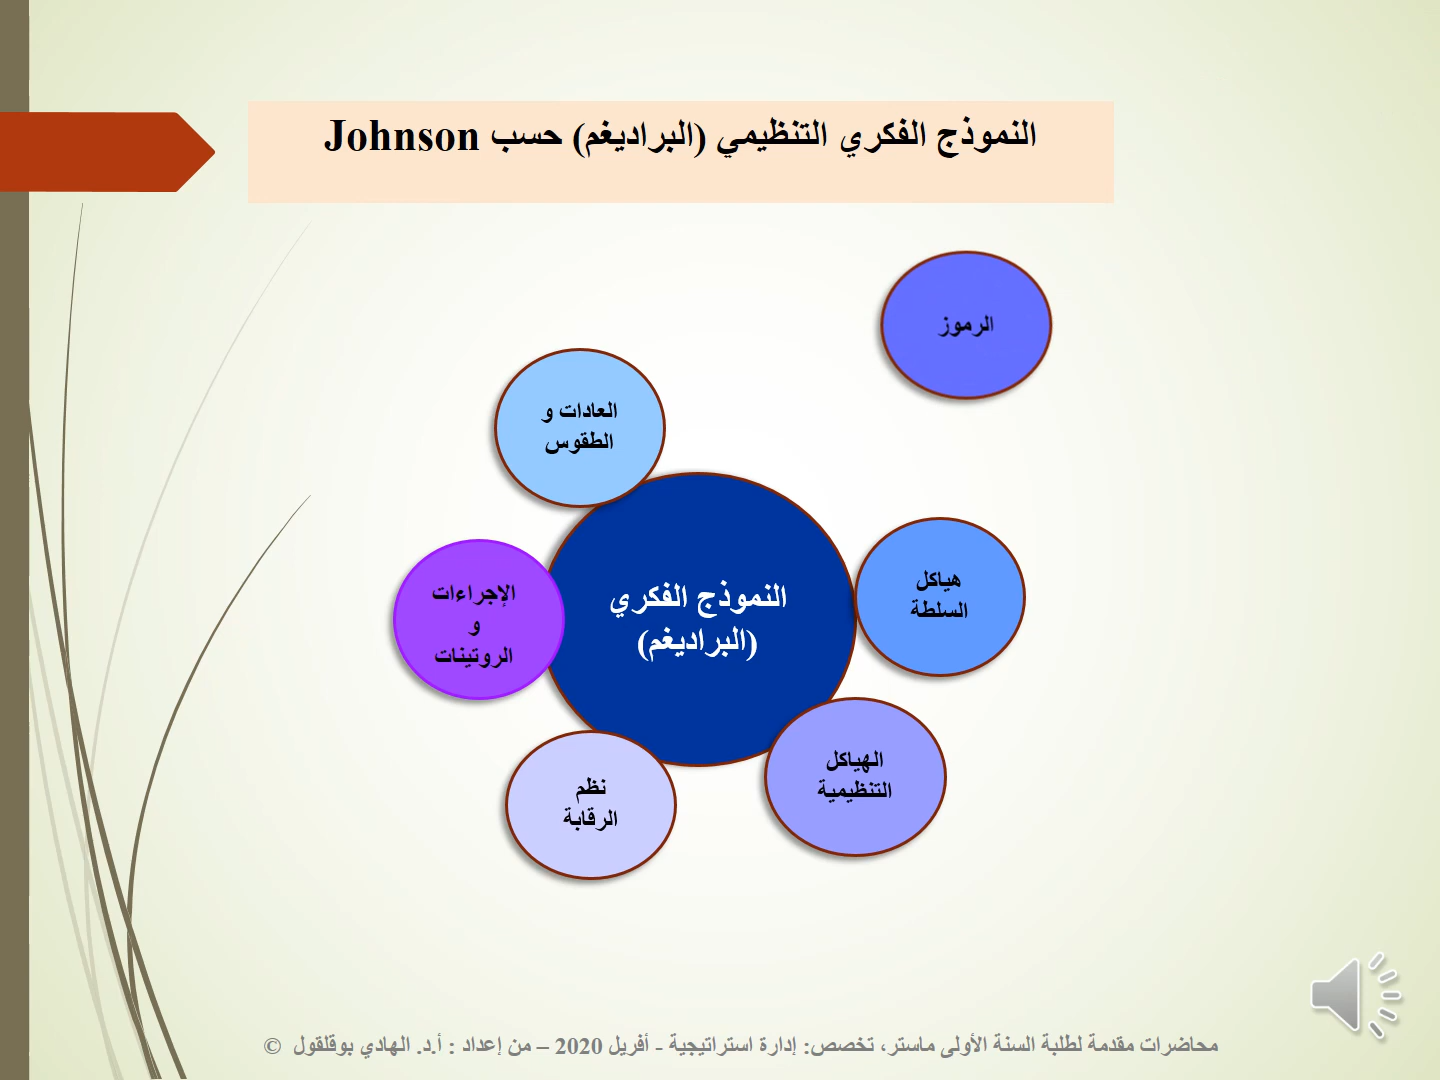 النموذج الفكري التنظيمي (البراديغم) حسب Johnson
الرموز
العادات و
الطقوس
هياكل
السلطة
النموذج الفكري
(البراديغم)
الإجراءات
و
الروتينات
الهياكل
التنظيمية
نظم
الرقابة
محاضرات مقدمة لطلبة السنة الأولى ماستر، تخصص: إدارة استراتيجية - أفريل 2020 – من إعداد : أ.د. الهادي بوقلقول ©